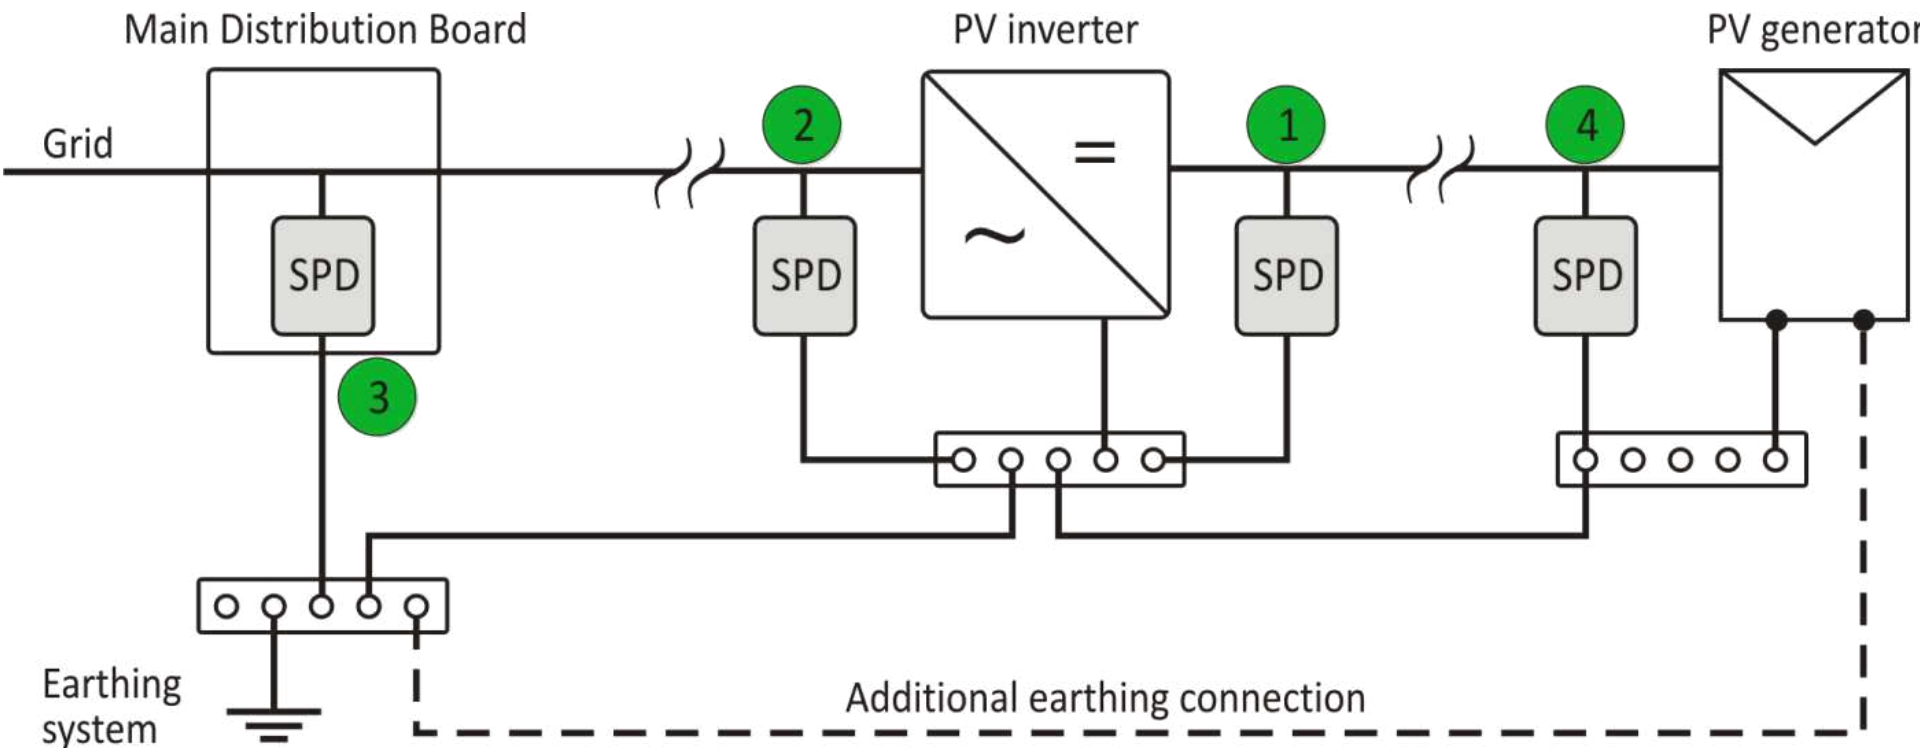 Main Distribution Board
PV inverter
PV generator
Grid
2
1
4
=
~
SPD
SPD
SPD
SPD
3
Earthing
system
Additional earthing connection